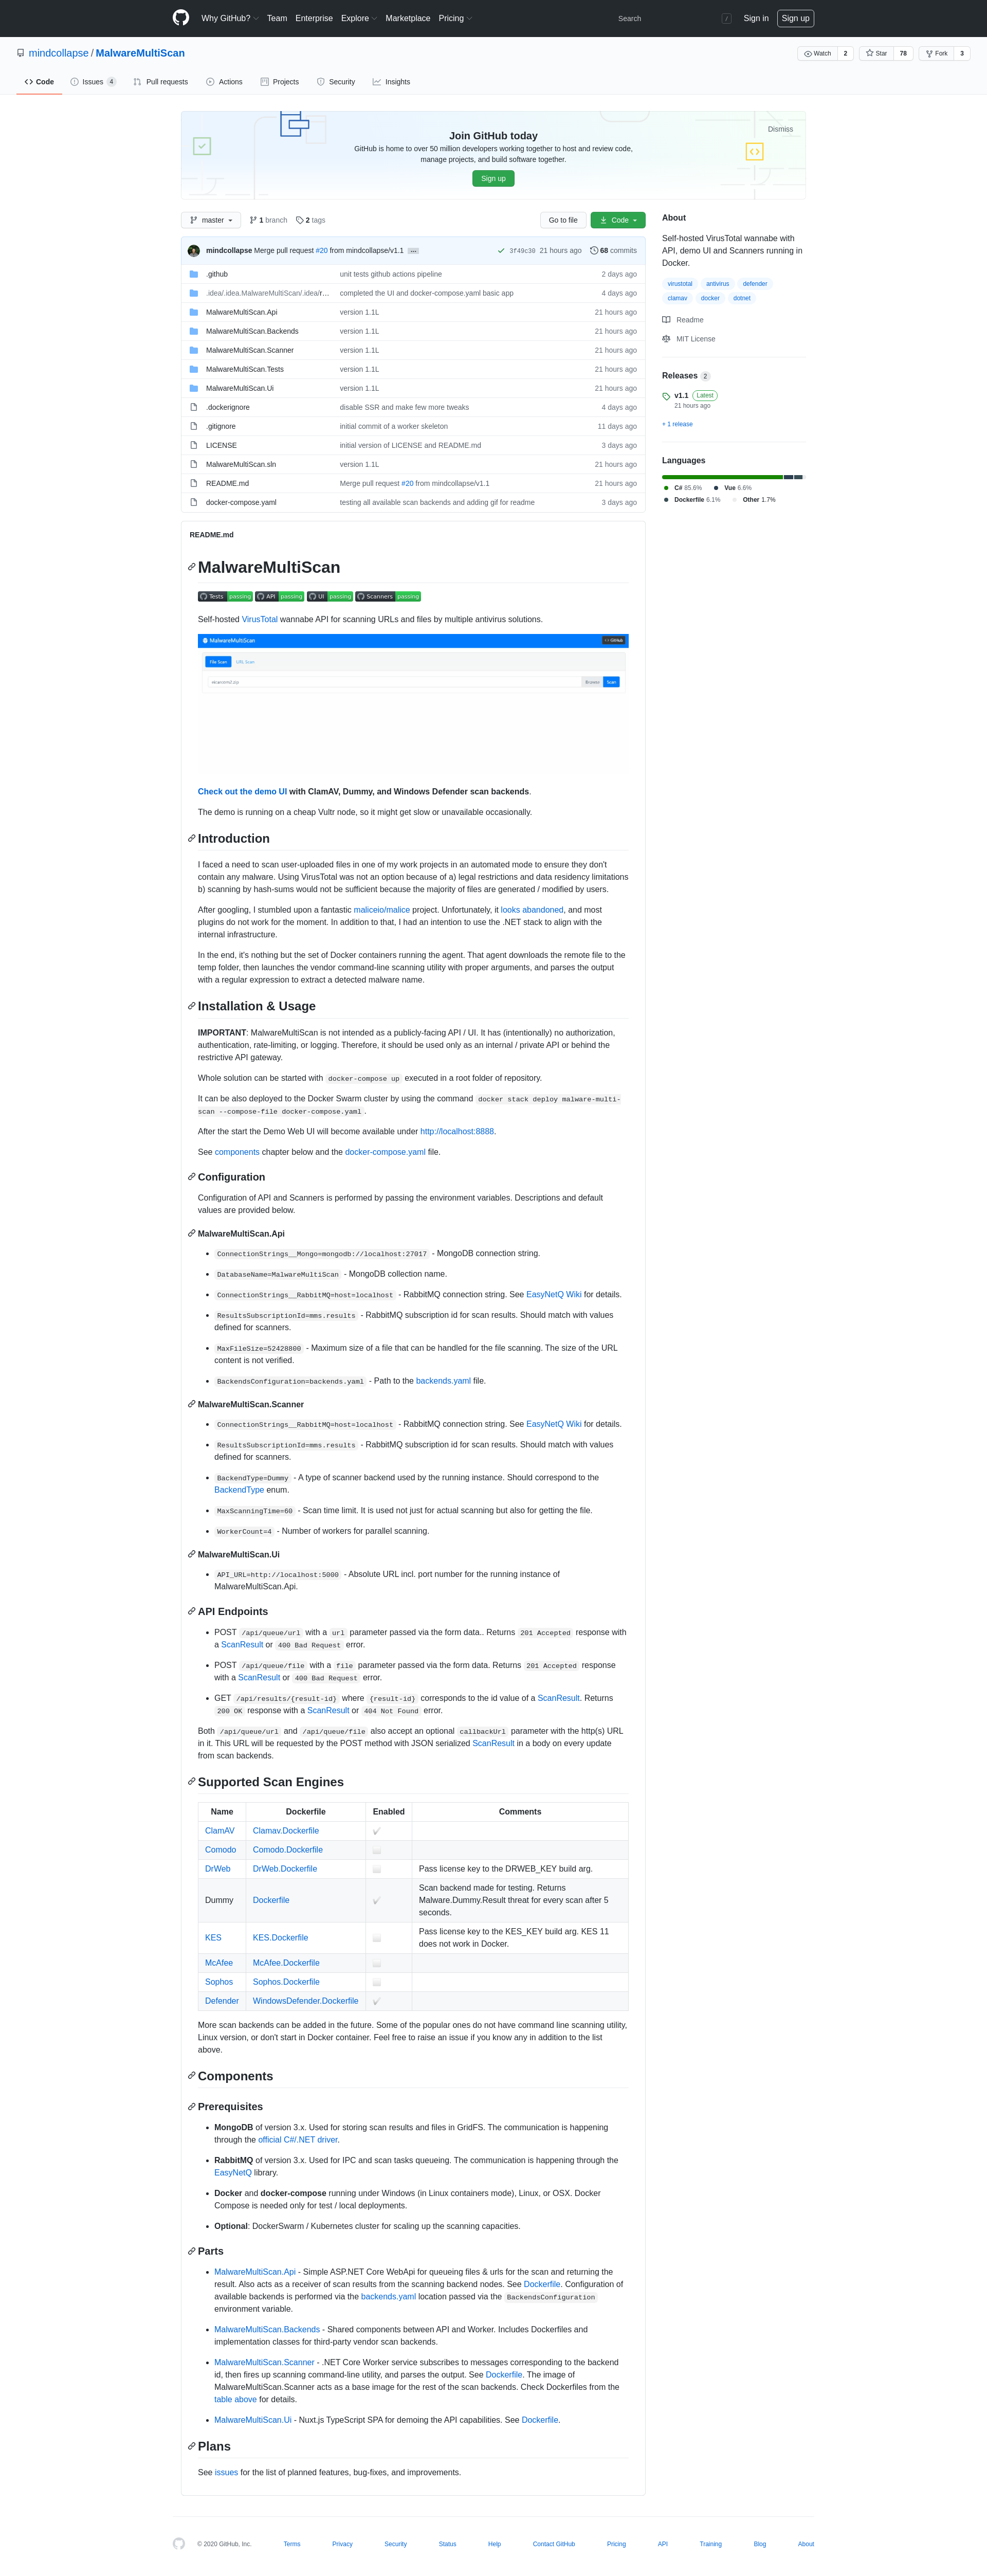 Why GitHub? Team Enterprise Explore Marketplace Pricing Search / Sign in Sign up
mindcollapse / MalwareMultiScan Watch 2 Star 78 Fork 3
Code Issues 4 Pull requests Actions Projects Security Insights
Dismiss
Join GitHub today
GitHub is home to over 50 million developers working together to host and review code,
manage projects, and build software together.
Sign up
master 1 branch 2 tags Go to file Code
mindcollapse Merge pull request #20 from mindcollapse/v1.1 ... 3f49c30 21 hours ago 68 commits
.github unit tests github actions pipeline 2 days ago
.idea/.idea.MalwareMultiScan/.idea/r... completed the UI and docker-compose.yaml basic app 4 days ago
MalwareMultiScan.Api version 1.1L 21 hours ago
MalwareMultiScan.Backends version 1.1L 21 hours ago
MalwareMultiScan.Scanner version 1.1L 21 hours ago
MalwareMultiScan.Tests version 1.1L 21 hours ago
MalwareMultiScan.Ui version 1.1L 21 hours ago
.dockerignore disable SSR and make few more tweaks 4 days ago
.gitignore initial commit of a worker skeleton 11 days ago
LICENSE initial version of LICENSE and README.md 3 days ago
MalwareMultiScan.sln version 1.1L 21 hours ago
README.md Merge pull request #20 from mindcollapse/v1.1 21 hours ago
docker-compose.yaml testing all available scan backends and adding gif for readme 3 days ago
About
Self-hosted VirusTotal wannabe with
API, demo UI and Scanners running in
Docker.
virustotal antivirus defender
clamav docker dotnet
Readme
MIT License
Releases 2
v1.1 Latest
21 hours ago
+ 1 release
Languages
C# 85.6% Vue 6.6%
Dockerfile 6.1% Other 1.7%
README.md
MalwareMultiScan
Tests passing API passing UI passing Scanners passing
Self-hosted VirusTotal wannabe API for scanning URLs and files by multiple antivirus solutions.
MalwareMultiScan GitHub
File Scan URL Scan
Browse Scan
Check out the demo UI with ClamAV, Dummy, and Windows Defender scan backends.
The demo is running on a cheap Vultr node, so it might get slow or unavailable occasionally.
Introduction
I faced a need to scan user-uploaded files in one of my work projects in an automated mode to ensure they don't
contain any malware. Using VirusTotal was not an option because of a) legal restrictions and data residency limitations
b) scanning by hash-sums would not be sufficient because the majority of files are generated / modified by users.
After googling, I stumbled upon a fantastic maliceio/malice project. Unfortunately, it looks abandoned, and most
plugins do not work for the moment. In addition to that, I had an intention to use the .NET stack to align with the
internal infrastructure.
In the end, it's nothing but the set of Docker containers running the agent. That agent downloads the remote file to the
temp folder, then launches the vendor command-line scanning utility with proper arguments, and parses the output
with a regular expression to extract a detected malware name.
Installation & Usage
IMPORTANT: MalwareMultiScan is not intended as a publicly-facing API / UI. It has (intentionally) no authorization,
authentication, rate-limiting, or logging. Therefore, it should be used only as an internal / private API or behind the
restrictive API gateway.
Whole solution can be started with docker-compose up executed in a root folder of repository.
It can be also deployed to the Docker Swarm cluster by using the command docker stack deploy malware-multi-
scan --compose-file docker-compose.yaml .
After the start the Demo Web UI will become available under http://localhost:8888.
See components chapter below and the docker-compose.yaml file.
Configuration
Configuration of API and Scanners is performed by passing the environment variables. Descriptions and default
values are provided below.
MalwareMultiScan.Api
• ConnectionStrings__Mongo=mongodb://localhost:27017 - MongoDB connection string.
• DatabaseName=MalwareMultiScan - MongoDB collection name.
• ConnectionStrings__RabbitMQ=host=localhost - RabbitMQ connection string. See EasyNetQ Wiki for details.
• ResultsSubscriptionId=mms.results - RabbitMQ subscription id for scan results. Should match with values
defined for scanners.
• MaxFileSize=52428800 - Maximum size of a file that can be handled for the file scanning. The size of the URL
content is not verified.
• BackendsConfiguration=backends.yaml - Path to the backends.yaml file.
MalwareMultiScan.Scanner
• ConnectionStrings__RabbitMQ=host=localhost - RabbitMQ connection string. See EasyNetQ Wiki for details.
• ResultsSubscriptionId=mms.results - RabbitMQ subscription id for scan results. Should match with values
defined for scanners.
• BackendType=Dummy - A type of scanner backend used by the running instance. Should correspond to the
BackendType enum.
• MaxScanningTime=60 - Scan time limit. It is used not just for actual scanning but also for getting the file.
• WorkerCount=4 - Number of workers for parallel scanning.
MalwareMultiScan.Ui
• API_URL=http://localhost:5000 - Absolute URL incl. port number for the running instance of
MalwareMultiScan.Api.
API Endpoints
• POST /api/queue/url with a url parameter passed via the form data.. Returns 201 Accepted response with
a ScanResult or 400 Bad Request error.
• POST /api/queue/file with a file parameter passed via the form data. Returns 201 Accepted response
with a ScanResult or 400 Bad Request error.
• GET /api/results/{result-id} where {result-id} corresponds to the id value of a ScanResult. Returns
200 OK response with a ScanResult or 404 Not Found error.
Both /api/queue/url and /api/queue/file also accept an optional callbackUrl parameter with the http(s) URL
in it. This URL will be requested by the POST method with JSON serialized ScanResult in a body on every update
from scan backends.
Supported Scan Engines
Name Dockerfile Enabled Comments
ClamAV Clamav.Dockerfile ✔
Comodo Comodo.Dockerfile
DrWeb DrWeb.Dockerfile Pass license key to the DRWEB_KEY build arg.
Dummy Dockerfile ✔ Scan backend made for testing. Returns
Malware.Dummy.Result threat for every scan after 5
seconds.
KES KES.Dockerfile Pass license key to the KES_KEY build arg. KES 11
does not work in Docker.
McAfee McAfee.Dockerfile
Sophos Sophos.Dockerfile
Defender WindowsDefender.Dockerfile ✔
More scan backends can be added in the future. Some of the popular ones do not have command line scanning utility,
Linux version, or don't start in Docker container. Feel free to raise an issue if you know any in addition to the list
above.
Components
Prerequisites
• MongoDB of version 3.x. Used for storing scan results and files in GridFS. The communication is happening
through the official C#/.NET driver.
• RabbitMQ of version 3.x. Used for IPC and scan tasks queueing. The communication is happening through the
EasyNetQ library.
• Docker and docker-compose running under Windows (in Linux containers mode), Linux, or OSX. Docker
Compose is needed only for test / local deployments.
• Optional: DockerSwarm / Kubernetes cluster for scaling up the scanning capacities.
Parts
• MalwareMultiScan.Api - Simple ASP.NET Core WebApi for queueing files & urls for the scan and returning the
result. Also acts as a receiver of scan results from the scanning backend nodes. See Dockerfile. Configuration of
available backends is performed via the backends.yaml location passed via the BackendsConfiguration
environment variable.
• MalwareMultiScan.Backends - Shared components between API and Worker. Includes Dockerfiles and
implementation classes for third-party vendor scan backends.
• MalwareMultiScan.Scanner - .NET Core Worker service subscribes to messages corresponding to the backend
id, then fires up scanning command-line utility, and parses the output. See Dockerfile. The image of
MalwareMultiScan.Scanner acts as a base image for the rest of the scan backends. Check Dockerfiles from the
table above for details.
• MalwareMultiScan.Ui - Nuxt.js TypeScript SPA for demoing the API capabilities. See Dockerfile.
Plans
See issues for the list of planned features, bug-fixes, and improvements.
© 2020 GitHub, Inc. Terms Privacy Security Status Help Contact GitHub Pricing API Training Blog About